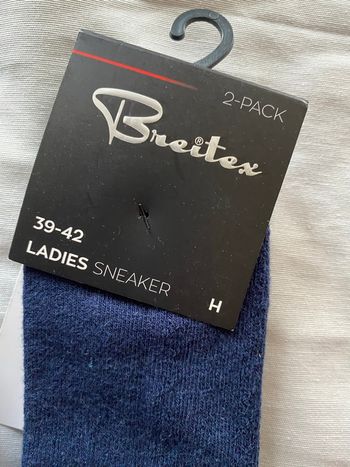 2-PACK
Breitex®
39-42
LADIES SNEAKER
H